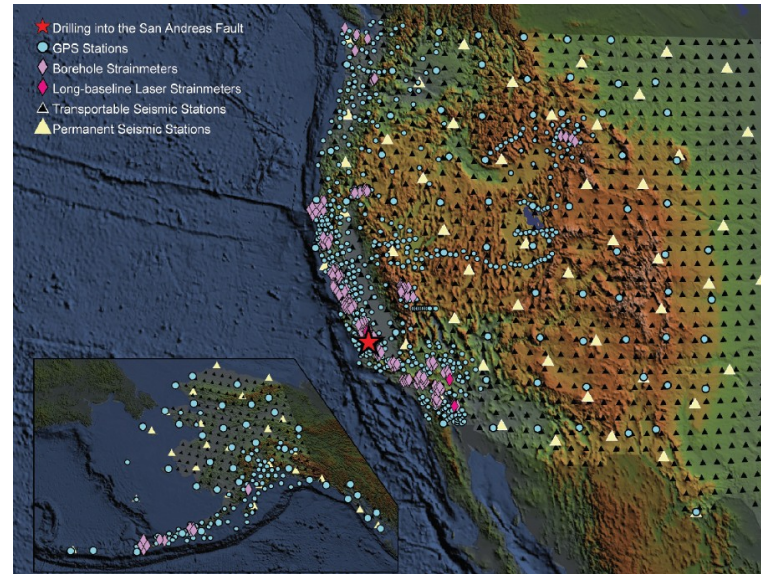 Drilling into the San Andreas Fault
GPS Stations
Borehole Strainmeters
Long-baseline Laser Strainmeters
Transportable Seismic Stations
Permanent Seismic Stations